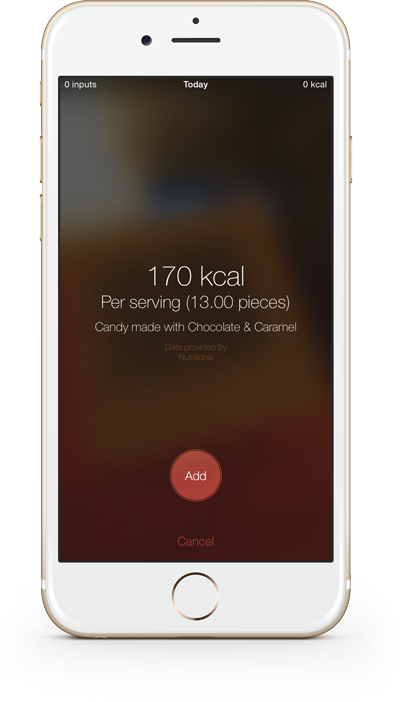 0 inputs Today 0 kcal
170 kcal
Per serving (13.00 pieces)
Candy made with Chocolate & Caramel
Data provided by
Nutritionix
Add
Cancel